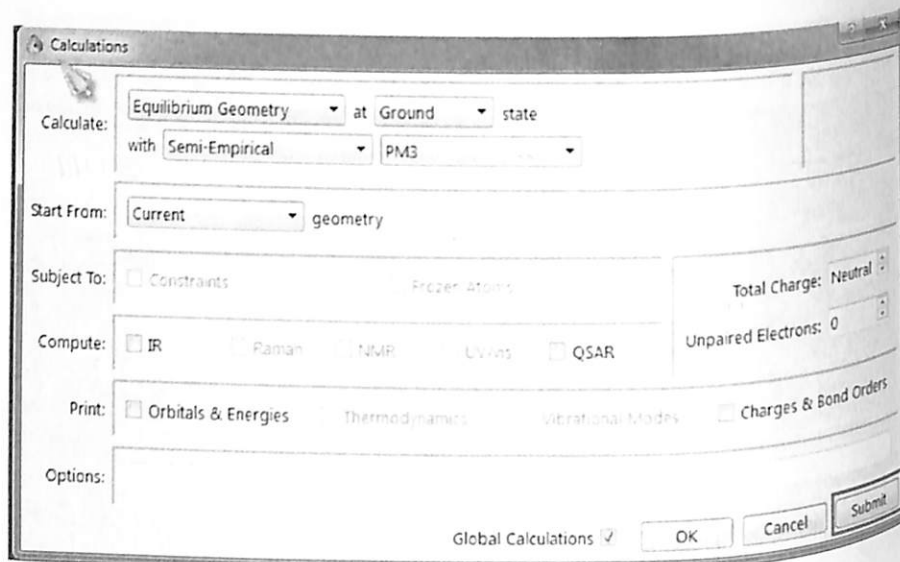 Calculations
Calculate: Equilibrium Geometry at Ground state
with Semi-Empirical PM3
Start From: Current geometry
Subject To: Constraints Frozen Atoms
Total Charge: Neutral
Compute: IR Raman NMR UV/vis QSAR
Unpaired Electrons: 0
Print: Orbitals & Energies Thermodynamics Vibrational Modes Charges & Bond Orders
Options:
Global Calculations OK Cancel Submit